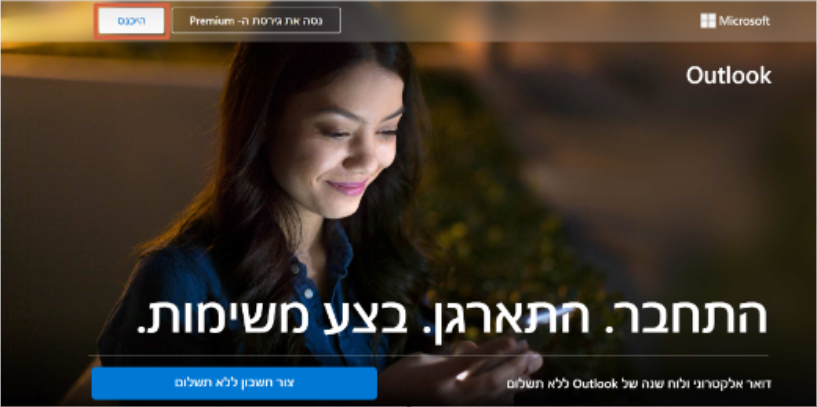 Microsoft
נסה את גירסת ה- Premium
היכנס
Outlook
התחבר. התארגן. בצע משימות.
דואר אלקטרוני ולוח שנה של Outlook ללא תשלום
צור חשבון ללא תשלום